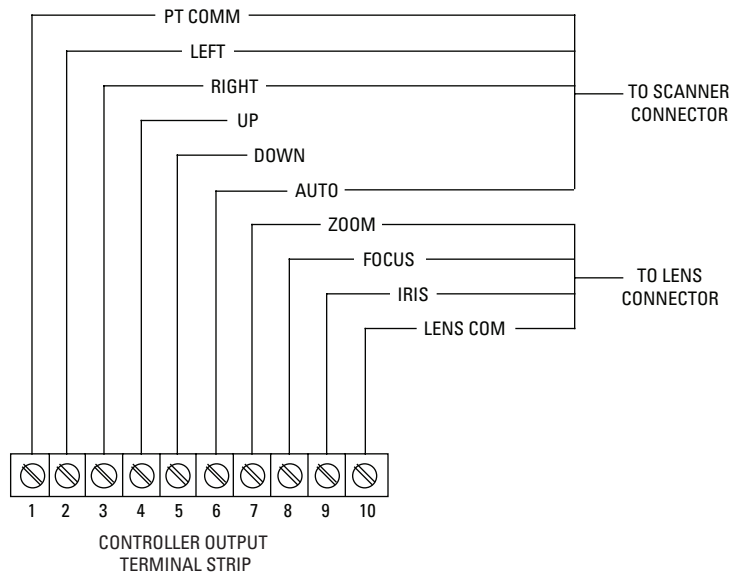 PT COMM
LEFT
RIGHT
TO SCANNER
CONNECTOR
UP
DOWN
AUTO
ZOOM
FOCUS
TO LENS
CONNECTOR
IRIS
LENS COM
1 2 3 4 5 6 7 8 9 10
CONTROLLER OUTPUT
TERMINAL STRIP